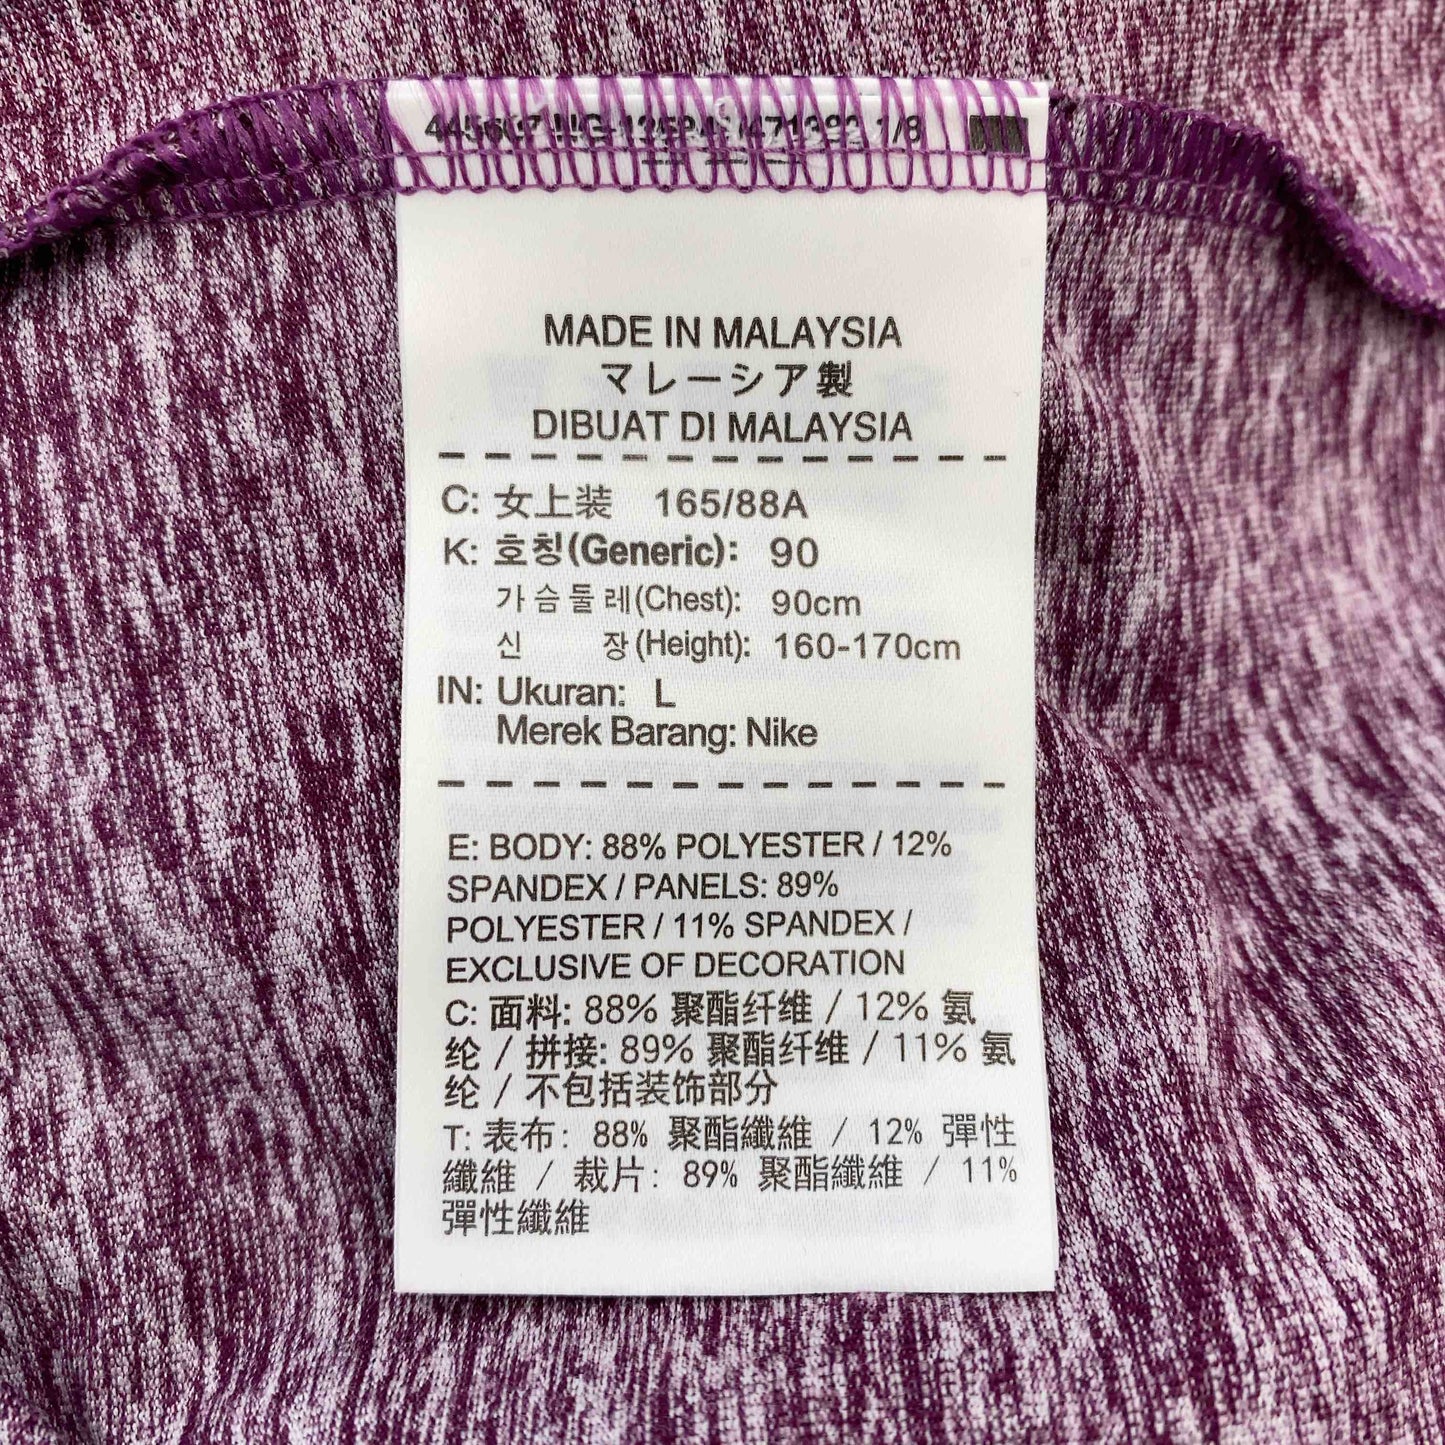 1/8
MADE IN MALAYSIA
マレーシア製
DIBUAT DI MALAYSIA
C: 女上装 165/88A
K: 호칭(Generic): 90
가슴둘레(Chest): 90cm
신 장(Height): 160-170cm
IN: Ukuran: L
Merek Barang: Nike
E: BODY: 88% POLYESTER / 12%
SPANDEX / PANELS: 89%
POLYESTER / 11% SPANDEX /
EXCLUSIVE OF DECORATION
C: 面料: 88% 聚酯纤维 / 12% 氨
纶 / 拼接: 89% 聚酯纤维 / 11% 氨
纶 / 不包括装饰部分
T: 表布: 88% 聚酯纖維 / 12% 彈性
纖維 / 裁片: 89% 聚酯纖維 / 11%
彈性纖維